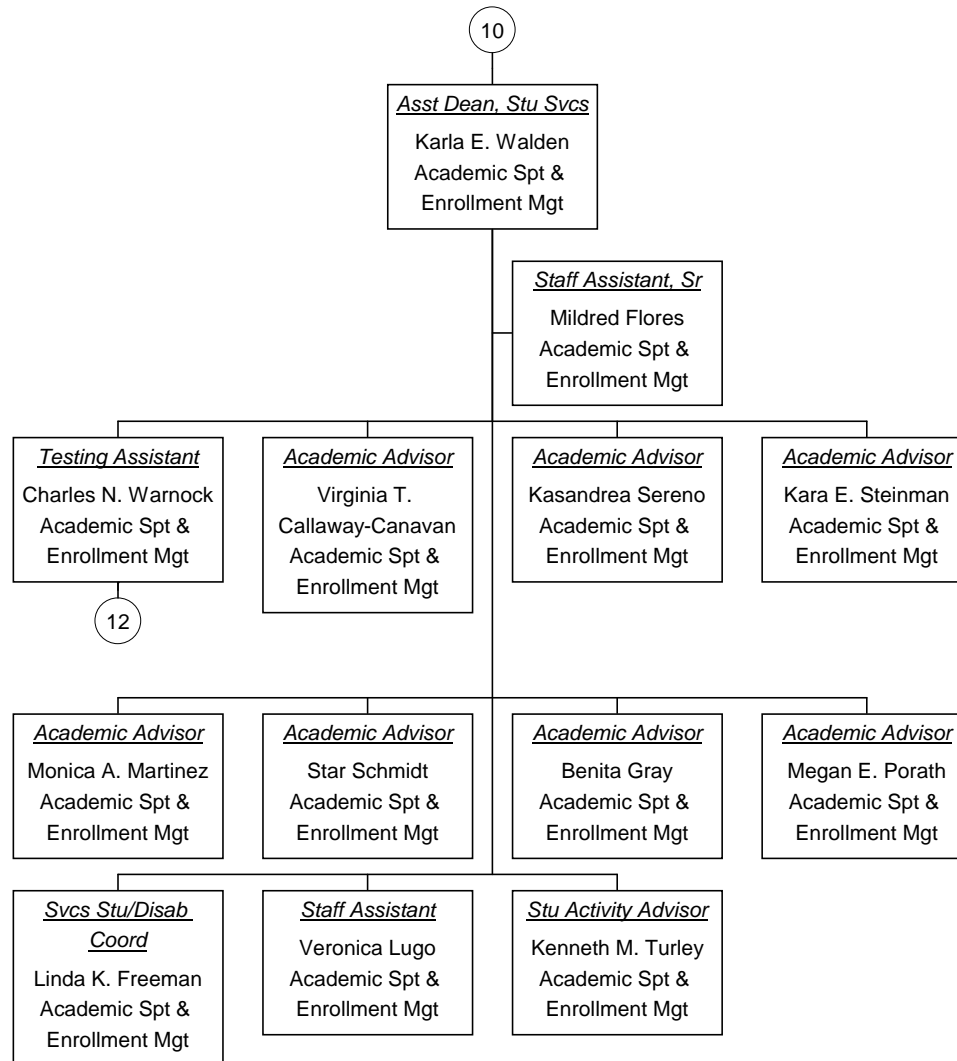 10
Asst Dean, Stu Svcs
Karla E. Walden
Academic Spt &
Enrollment Mgt
Staff Assistant, Sr
Mildred Flores
Academic Spt &
Enrollment Mgt
Testing Assistant
Charles N. Warnock
Academic Spt &
Enrollment Mgt
12
Academic Advisor
Virginia T.
Callaway-Canavan
Academic Spt &
Enrollment Mgt
Academic Advisor
Kasandrea Sereno
Academic Spt &
Enrollment Mgt
Academic Advisor
Kara E. Steinman
Academic Spt &
Enrollment Mgt
Academic Advisor
Monica A. Martinez
Academic Spt &
Enrollment Mgt
Academic Advisor
Star Schmidt
Academic Spt &
Enrollment Mgt
Academic Advisor
Benita Gray
Academic Spt &
Enrollment Mgt
Academic Advisor
Megan E. Porath
Academic Spt &
Enrollment Mgt
Svcs Stu/Disab
Coord
Linda K. Freeman
Academic Spt &
Enrollment Mgt
Staff Assistant
Veronica Lugo
Academic Spt &
Enrollment Mgt
Stu Activity Advisor
Kenneth M. Turley
Academic Spt &
Enrollment Mgt